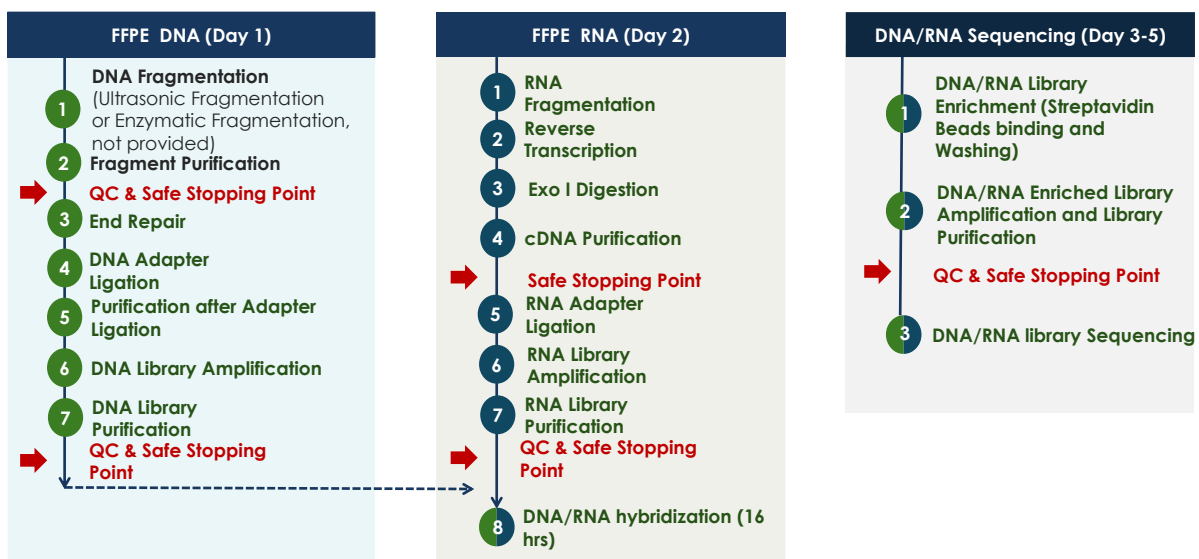 FFPE DNA (Day 1)
1
DNA Fragmentation
(Ultrasonic Fragmentation
or Enzymatic Fragmentation,
not provided)
2
Fragment Purification
QC & Safe Stopping Point
3
End Repair
4
DNA Adapter
Ligation
5
Purification after Adapter
Ligation
6
DNA Library Amplification
7
DNA Library
Purification
QC & Safe Stopping
Point
FFPE RNA (Day 2)
1
RNA
Fragmentation
2
Reverse
Transcription
3
Exo I Digestion
4
cDNA Purification
Safe Stopping Point
5
RNA Adapter
Ligation
6
RNA Library
Amplification
7
RNA Library
Purification
QC & Safe Stopping
Point
8
DNA/RNA hybridization (16
hrs)
DNA/RNA Sequencing (Day 3-5)
1
DNA/RNA Library
Enrichment (Streptavidin
Beads binding and
Washing)
2
DNA/RNA Enriched Library
Amplification and Library
Purification
QC & Safe Stopping Point
3
DNA/RNA library Sequencing